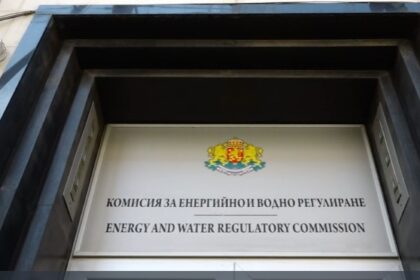 КОМИСИЯ ЗА ЕНЕРГИЙНО И ВОДНО РЕГУЛИРАНЕ
ENERGY AND WATER REGULATORY COMMISSION